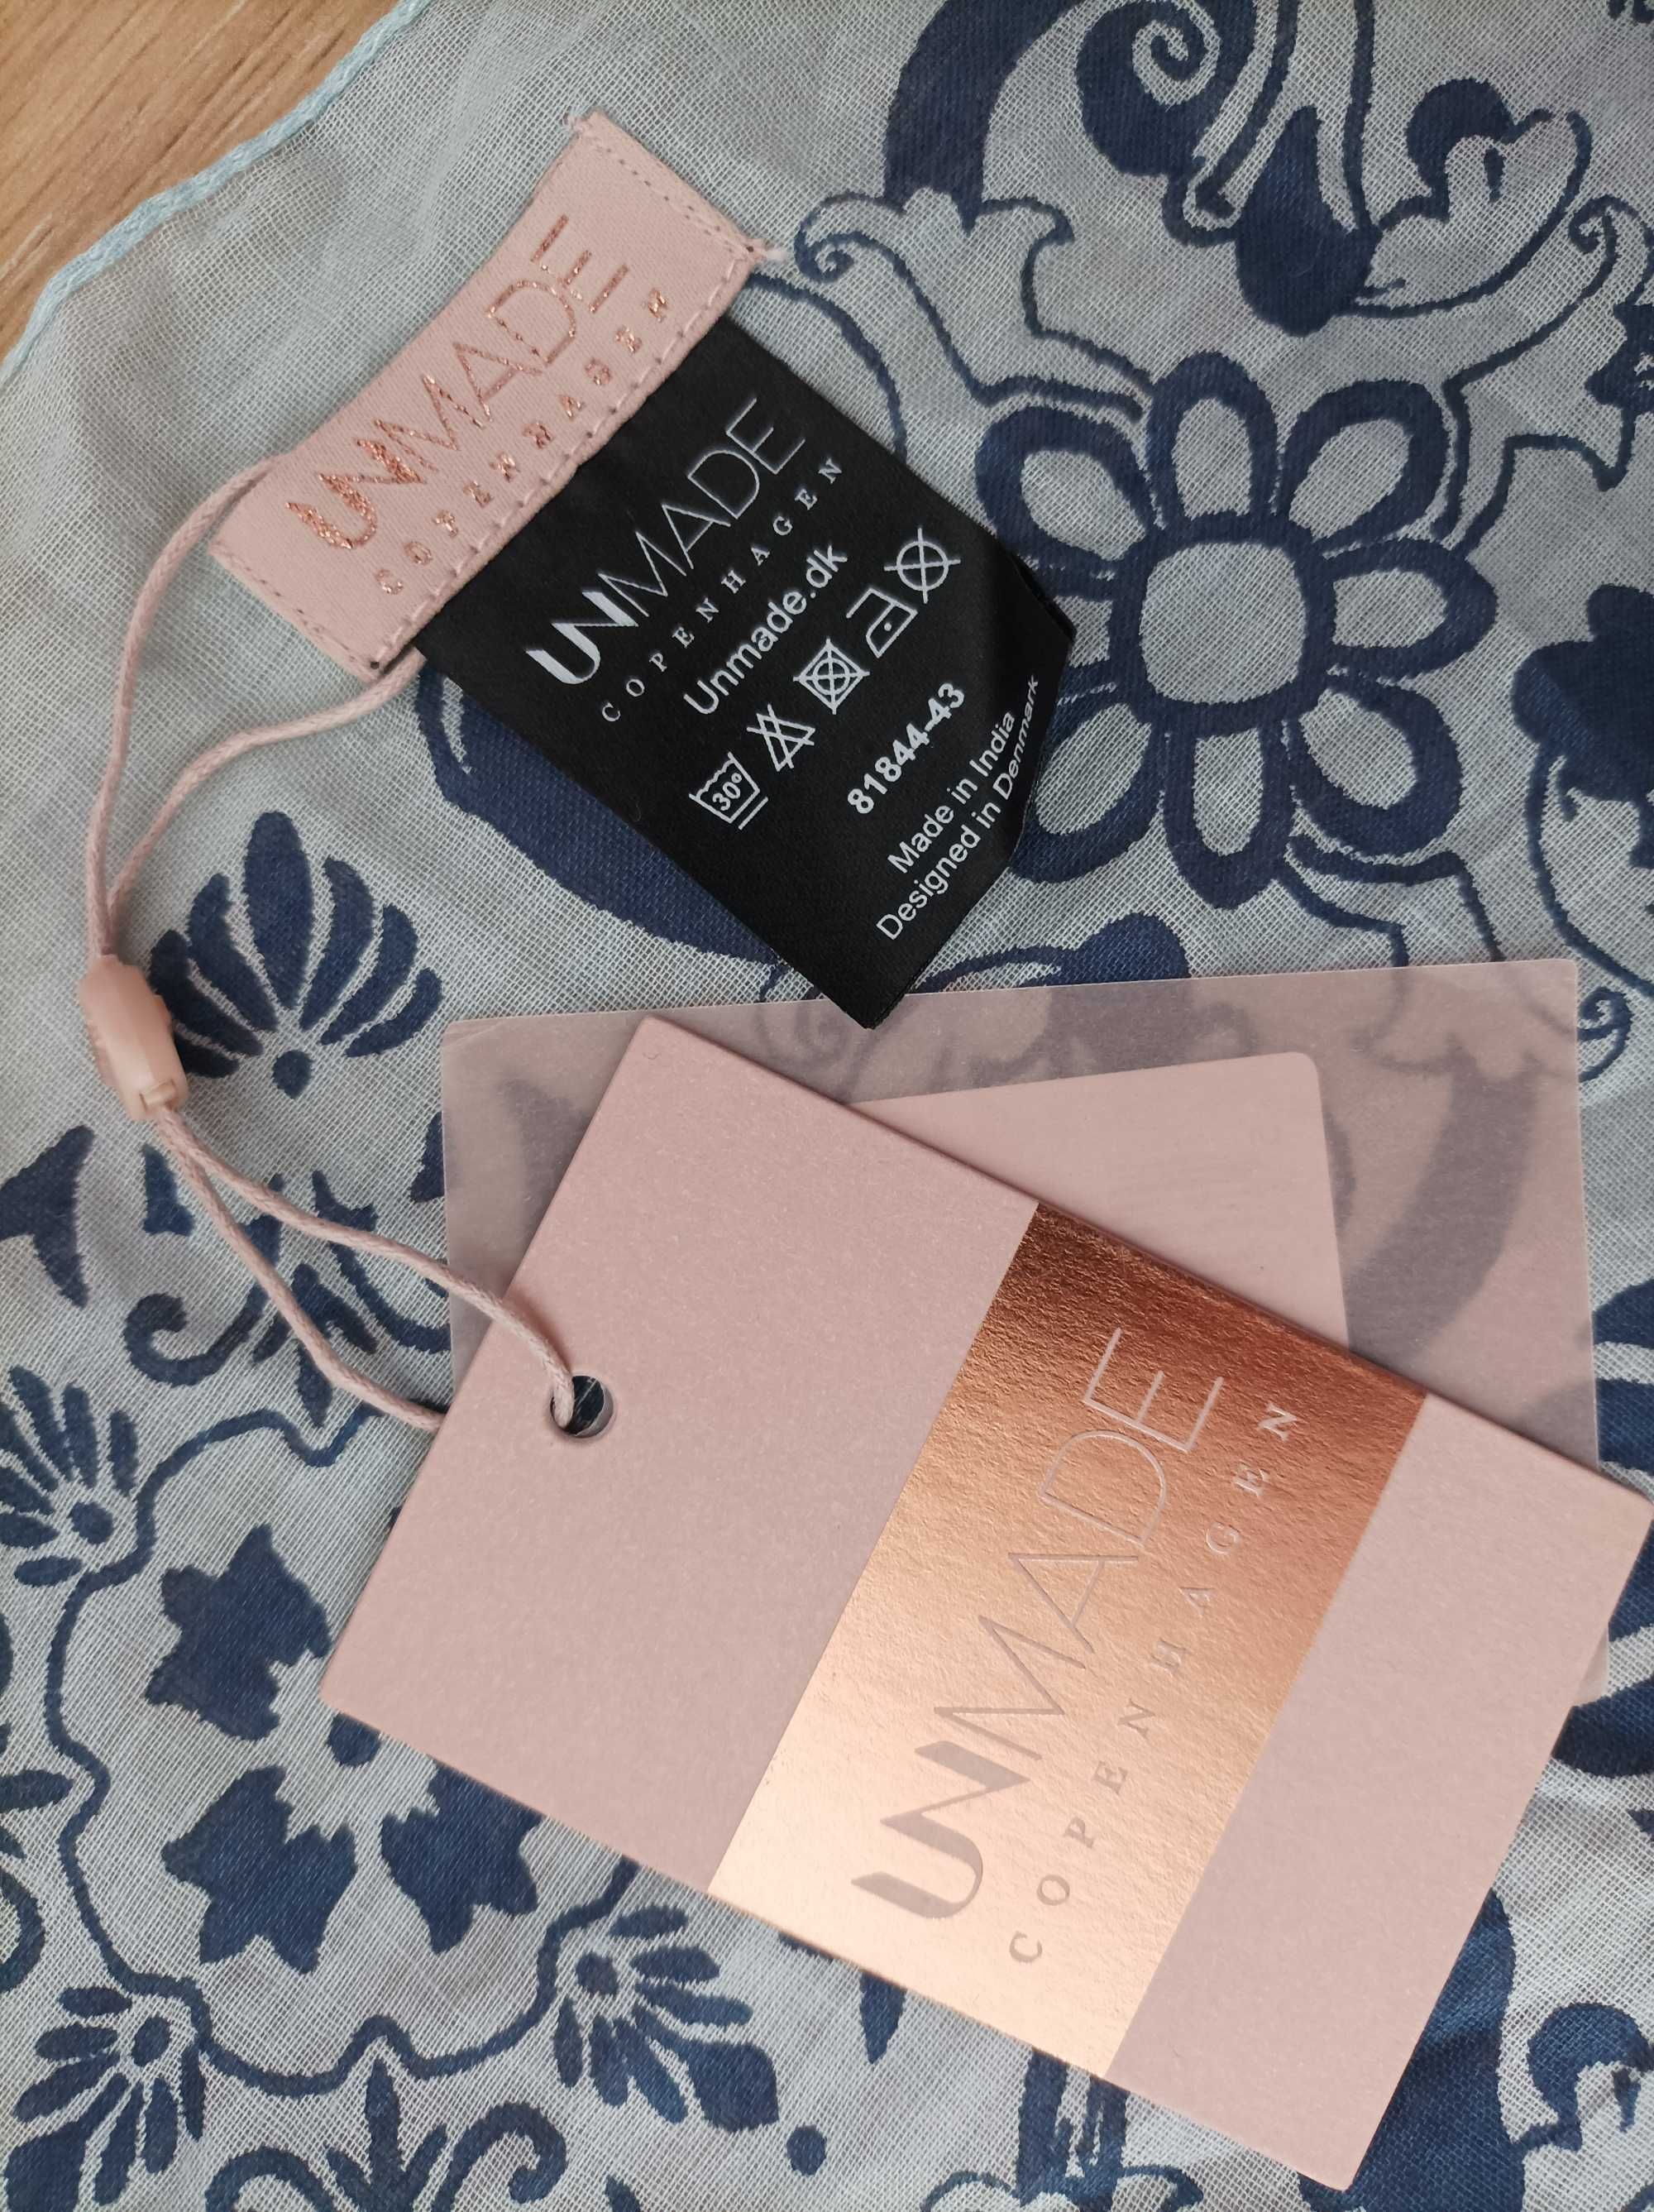 UNMADE
COPENHAGEN
UNMADE
COPENHAGEN
Unmade.dk
30°
81844-43
Made in India
Designed in Denmark
UNMADE
COPENHAGEN